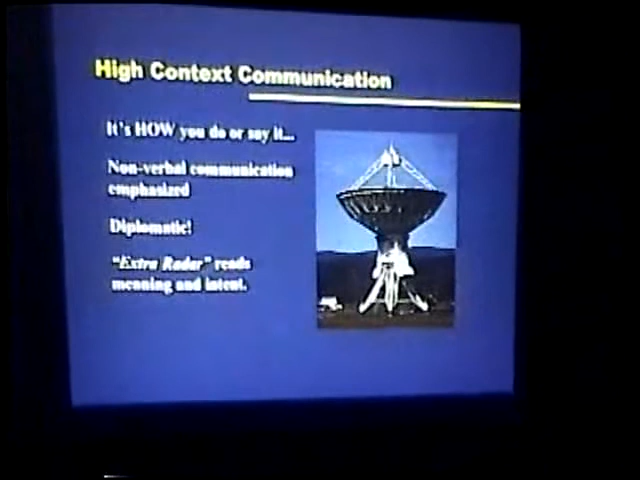 High Context Communication
It's HOW you do or say it...
Non-verbal communication
emphasized
Diplomatic!
"Extra Radar" reads
meaning and intent.